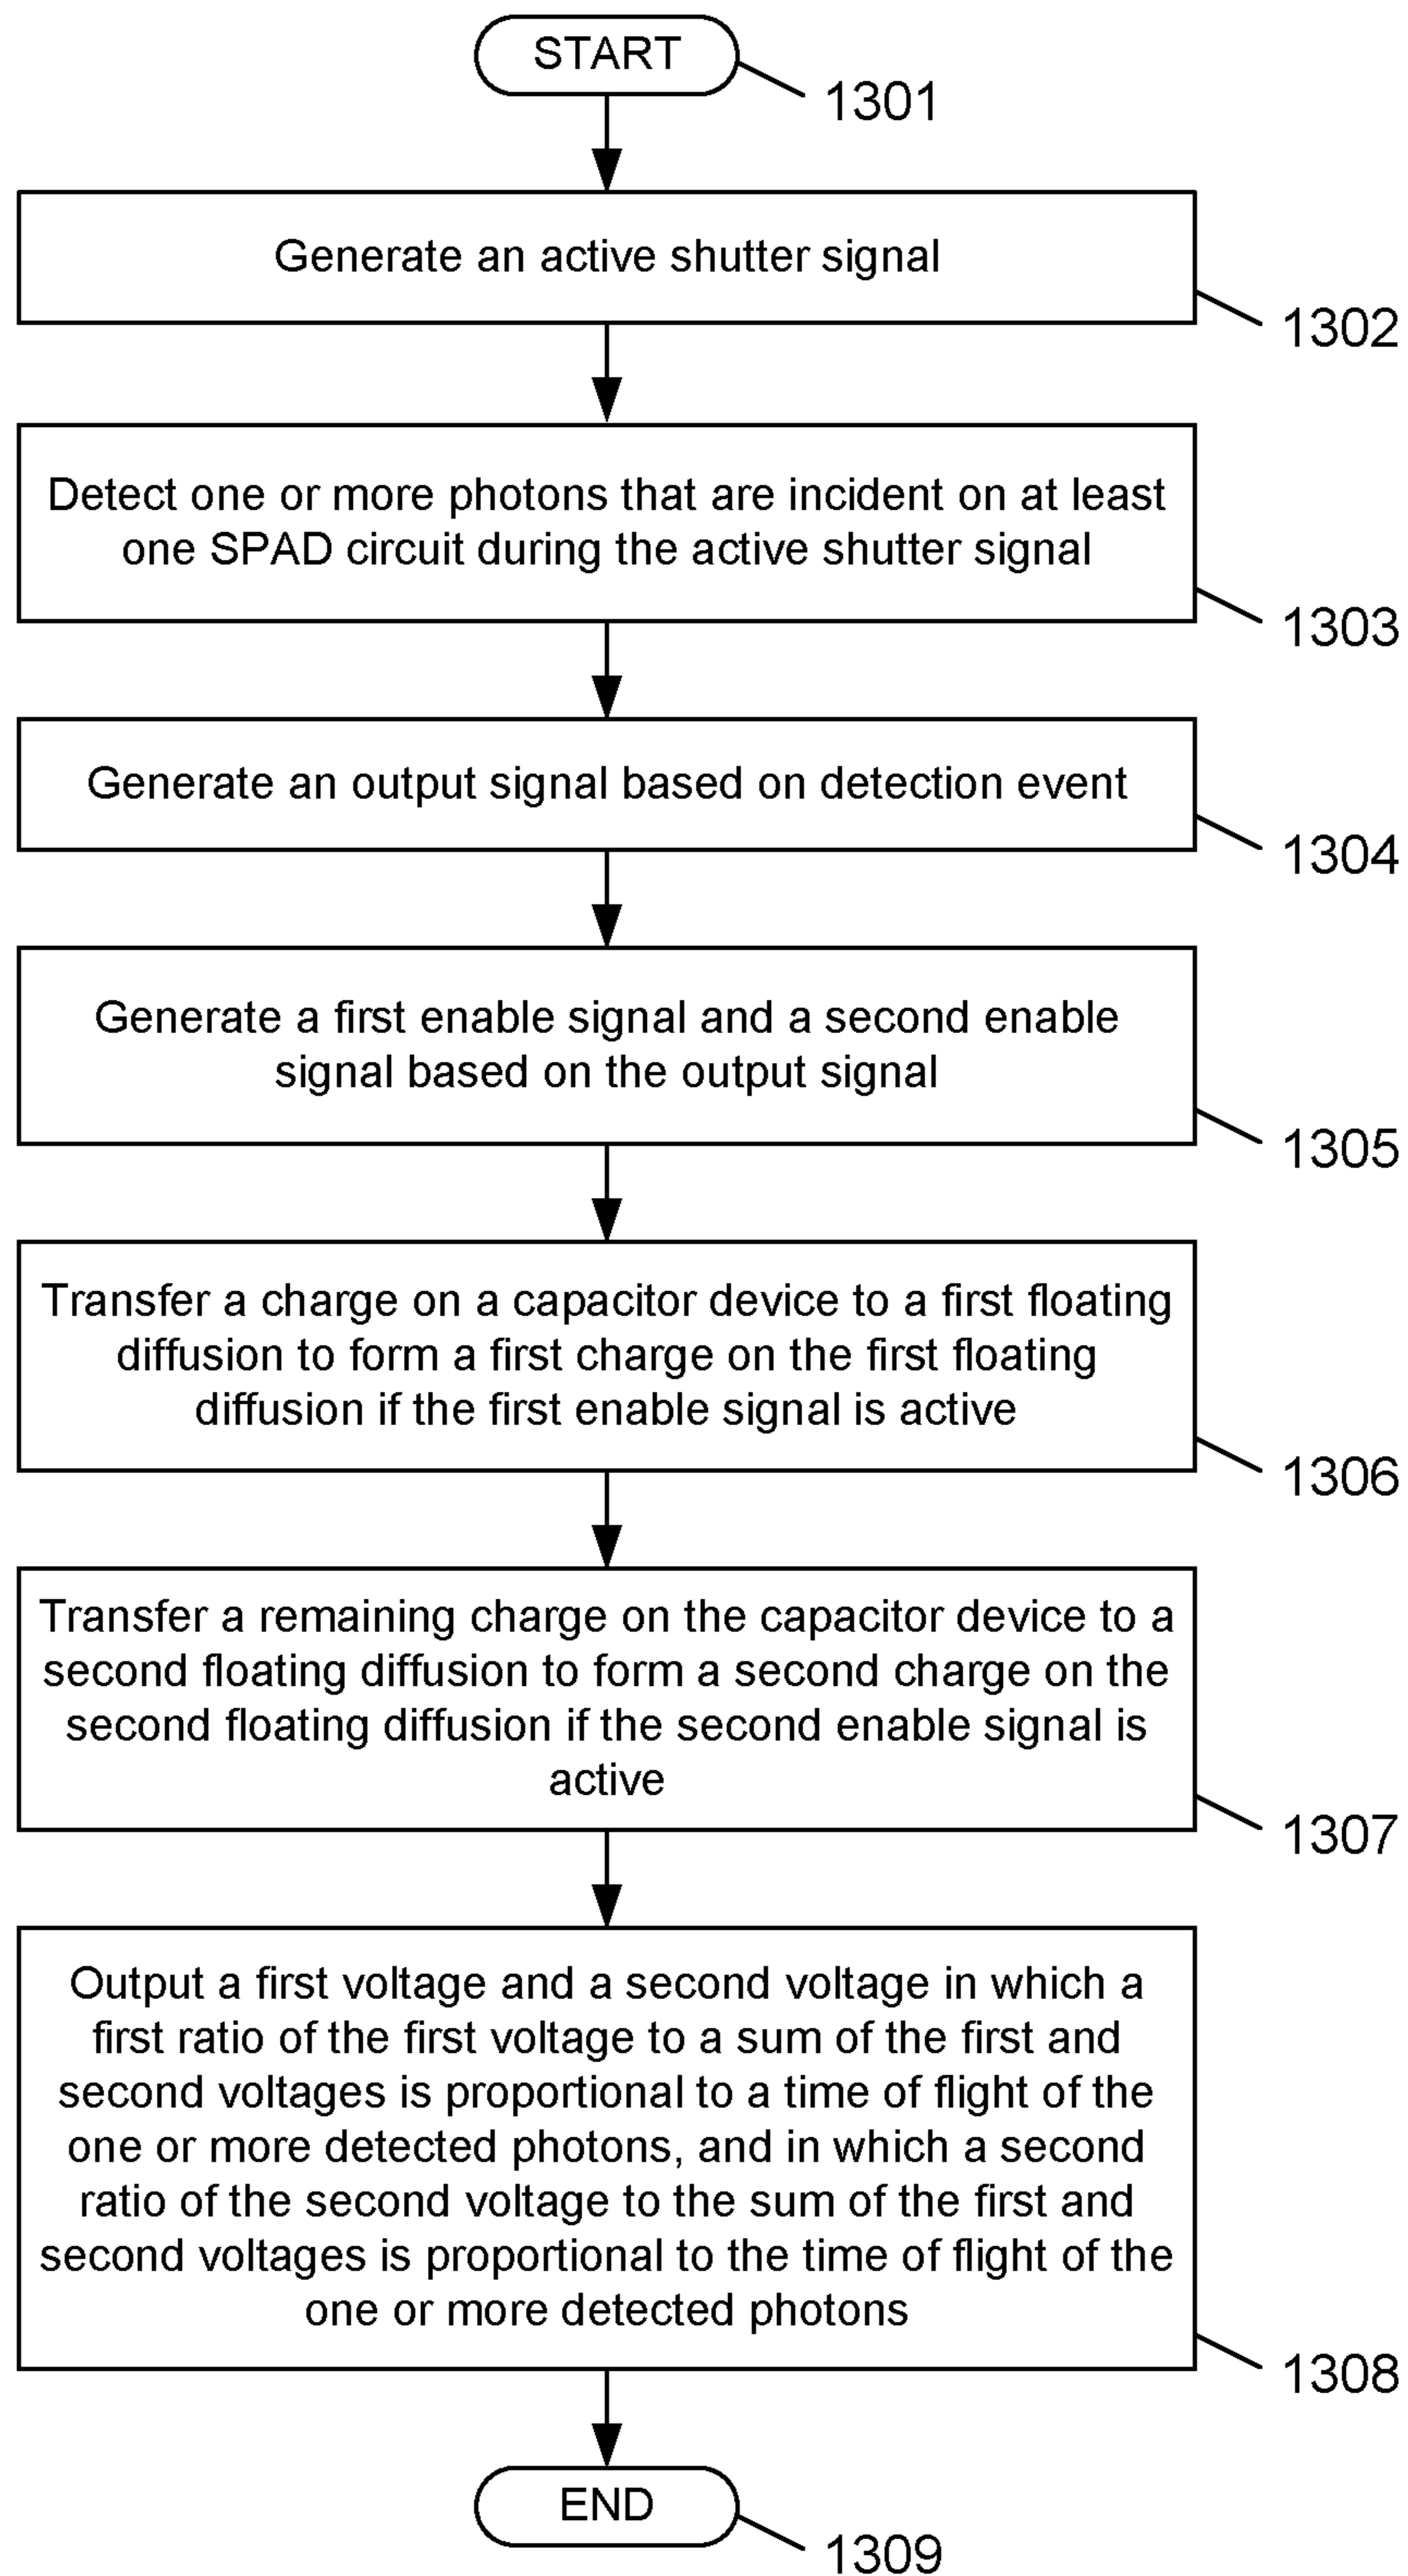 START
1301
Generate an active shutter signal
1302
Detect one or more photons that are incident on at least
one SPAD circuit during the active shutter signal
1303
Generate an output signal based on detection event
1304
Generate a first enable signal and a second enable
signal based on the output signal
1305
Transfer a charge on a capacitor device to a first floating
diffusion to form a first charge on the first floating
diffusion if the first enable signal is active
1306
Transfer a remaining charge on the capacitor device to a
second floating diffusion to form a second charge on the
second floating diffusion if the second enable signal is
active
1307
Output a first voltage and a second voltage in which a
first ratio of the first voltage to a sum of the first and
second voltages is proportional to a time of flight of the
one or more detected photons, and in which a second
ratio of the second voltage to the sum of the first and
second voltages is proportional to the time of flight of the
one or more detected photons
1308
END
1309